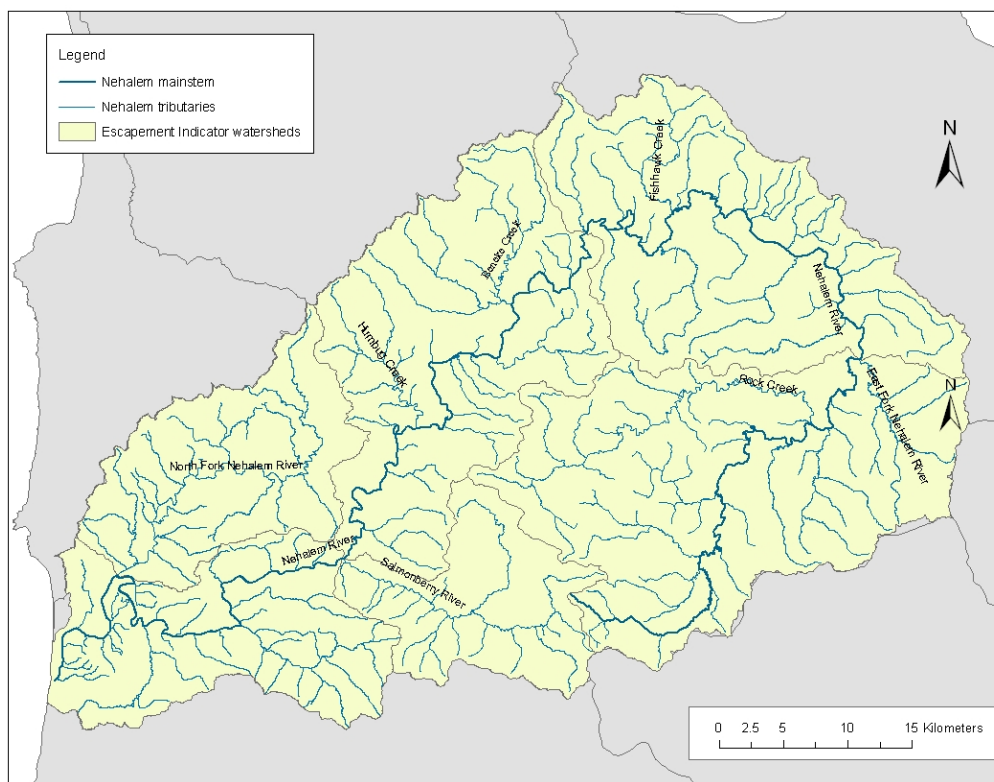 Legend
Nehalem mainstem
Nehalem tributaries
Escapement Indicator watersheds
N
Fishhawk Creek
Beneke Creek
Nehalem River
Humbug Creek
Rock Creek
East Fork Nehalem River
N
North Fork Nehalem River
Nehalem River
Salmonberry River
0 2.5 5 10 15 Kilometers